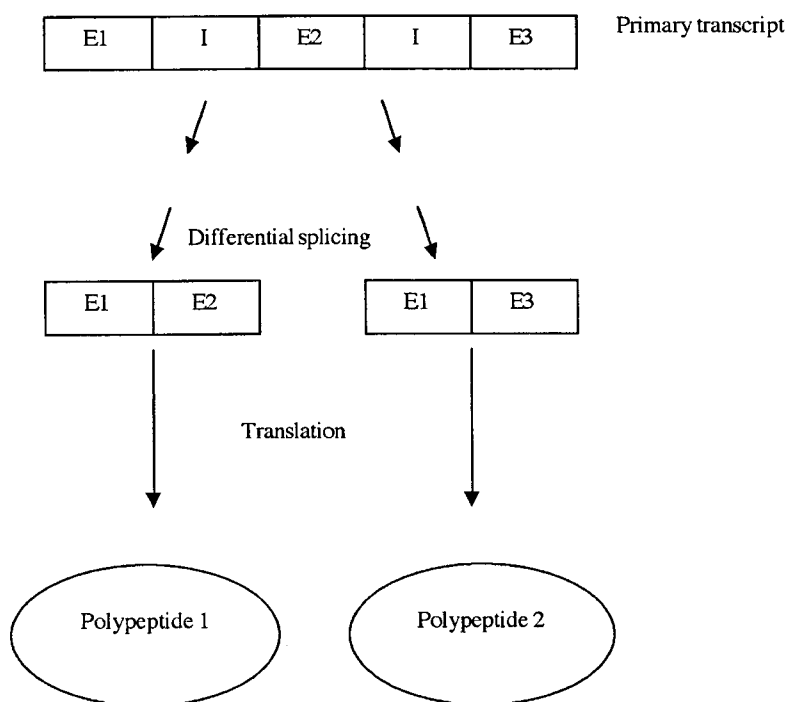 Primary transcript
E1 I E2 I E3
Differential splicing
E1 E2 E1 E3
Translation
Polypeptide 1 Polypeptide 2